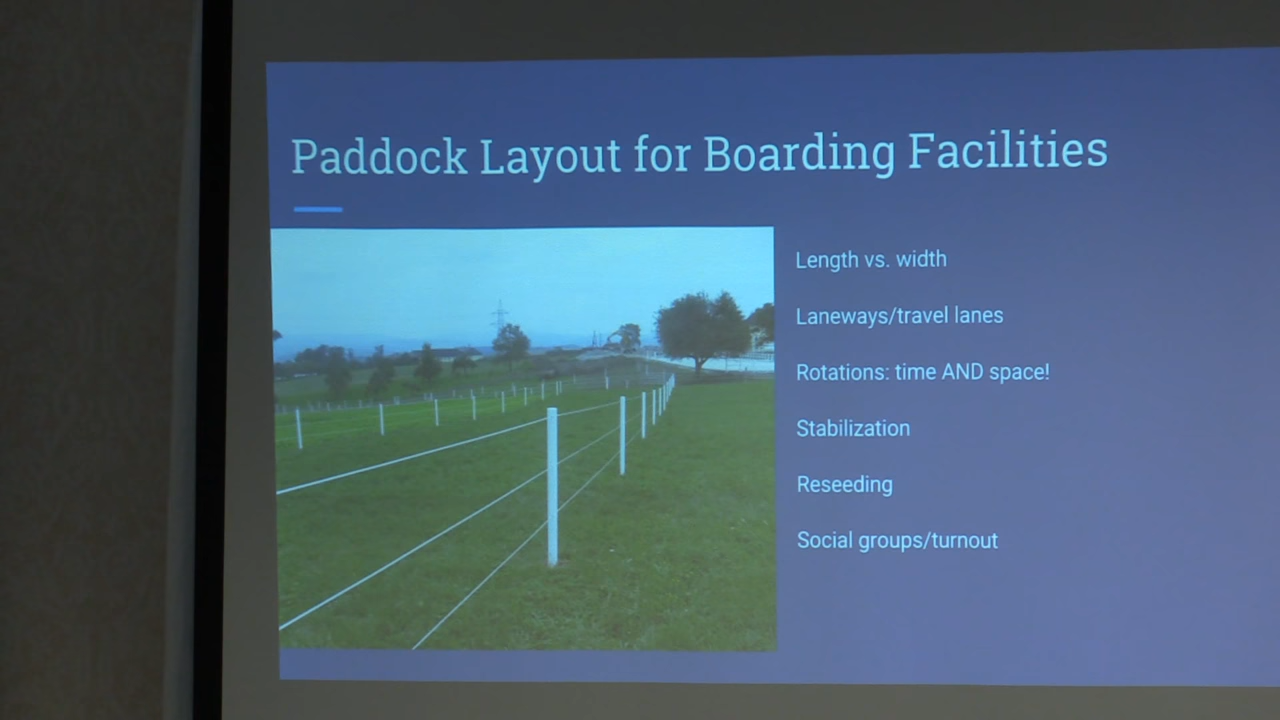 Paddock Layout for Boarding Facilities
Length vs. width
Laneways/travel lanes
Rotations: time AND space!
Stabilization
Reseeding
Social groups/turnout